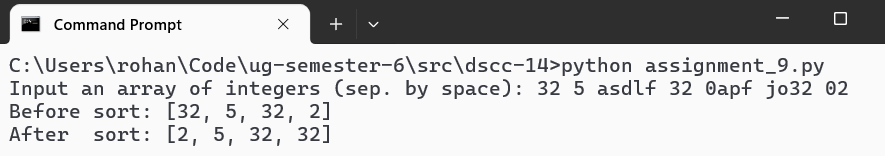 Command Prompt
C:\Users\rohan\Code\ug-semester-6\src\dscc-14>python assignment_9.py
Input an array of integers (sep. by space): 32 5 asdlf 32 0apf jo32 02
Before sort: [32, 5, 32, 2]
After  sort: [2, 5, 32, 32]